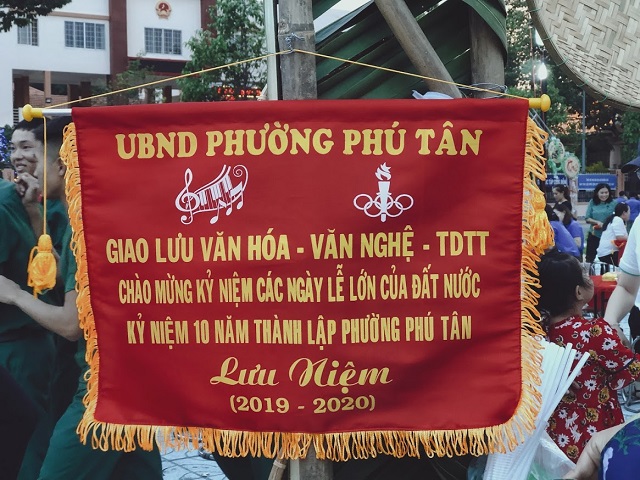 UBND PHƯỜNG PHÚ TÂN
GIAO LƯU VĂN HÓA - VĂN NGHỆ - TDTT
CHÀO MỪNG KỶ NIỆM CÁC NGÀY LỄ LỚN CỦA ĐẤT NƯỚC
KỶ NIỆM 10 NĂM THÀNH LẬP PHƯỜNG PHÚ TÂN
Lưu Niệm
(2019 - 2020)